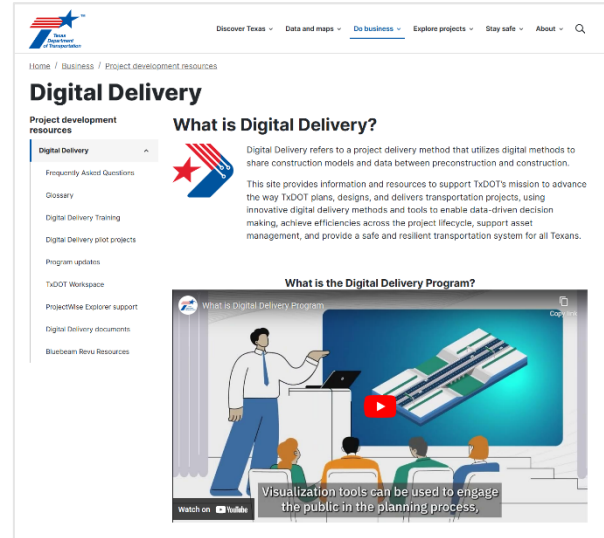 Texas
Department
of Transportation
Discover Texas
Data and maps
Do business
Explore projects
Stay safe
About
Home / Business / Project development resources
Digital Delivery
Project development
resources
Digital Delivery
Frequently Asked Questions
Glossary
Digital Delivery Training
Digital Delivery pilot projects
Program updates
TxDOT Workspace
ProjectWise Explorer support
Digital Delivery documents
Bluebeam Revu Resources
What is Digital Delivery?
Digital Delivery refers to a project delivery method that utilizes digital methods to
share construction models and data between preconstruction and construction.
This site provides information and resources to support TxDOT's mission to advance
the way TxDOT plans, designs, and delivers transportation projects, using
innovative digital delivery methods and tools to enable data-driven decision
making, achieve efficiencies across the project lifecycle, support asset
management, and provide a safe and resilient transportation system for all Texans.
What is the Digital Delivery Program?
What is Digital Delivery Program
Copy link
Visualization tools can be used to engage
the public in the planning process,
Watch on YouTube